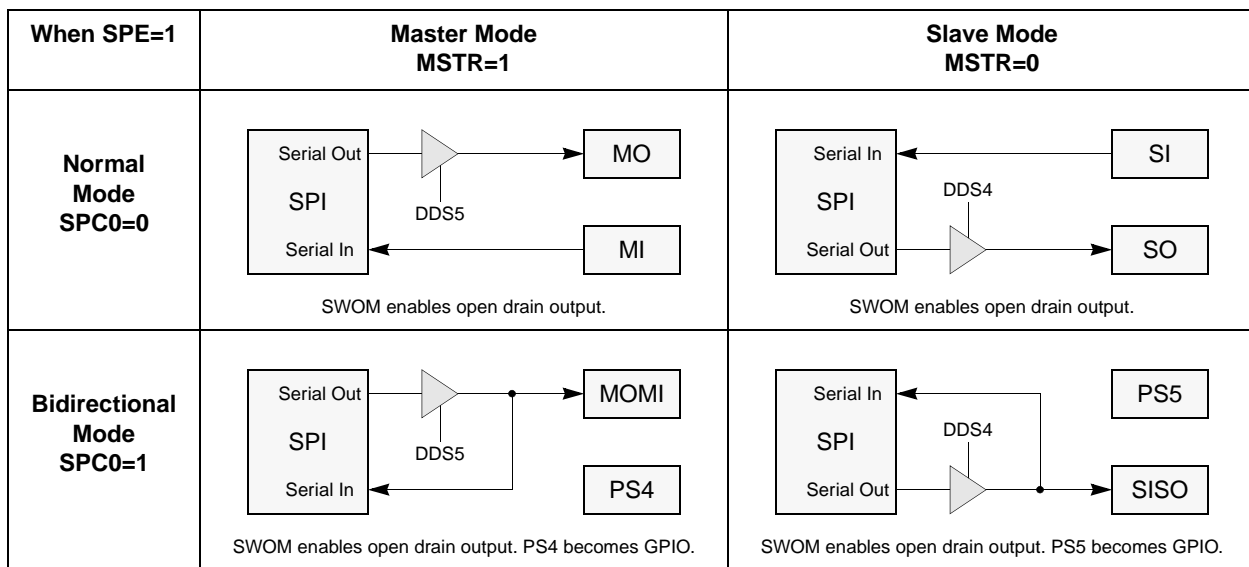 When SPE=1
Master Mode
MSTR=1
Slave Mode
MSTR=0
Normal
Mode
SPC0=0
Serial Out
SPI
Serial In
DDS5
MO
MI
SWOM enables open drain output.
Serial In
SPI
Serial Out
DDS4
SI
SO
SWOM enables open drain output.
Bidirectional
Mode
SPC0=1
Serial Out
SPI
Serial In
DDS5
MOMI
PS4
SWOM enables open drain output. PS4 becomes GPIO.
Serial In
SPI
Serial Out
DDS4
PS5
SISO
SWOM enables open drain output. PS5 becomes GPIO.